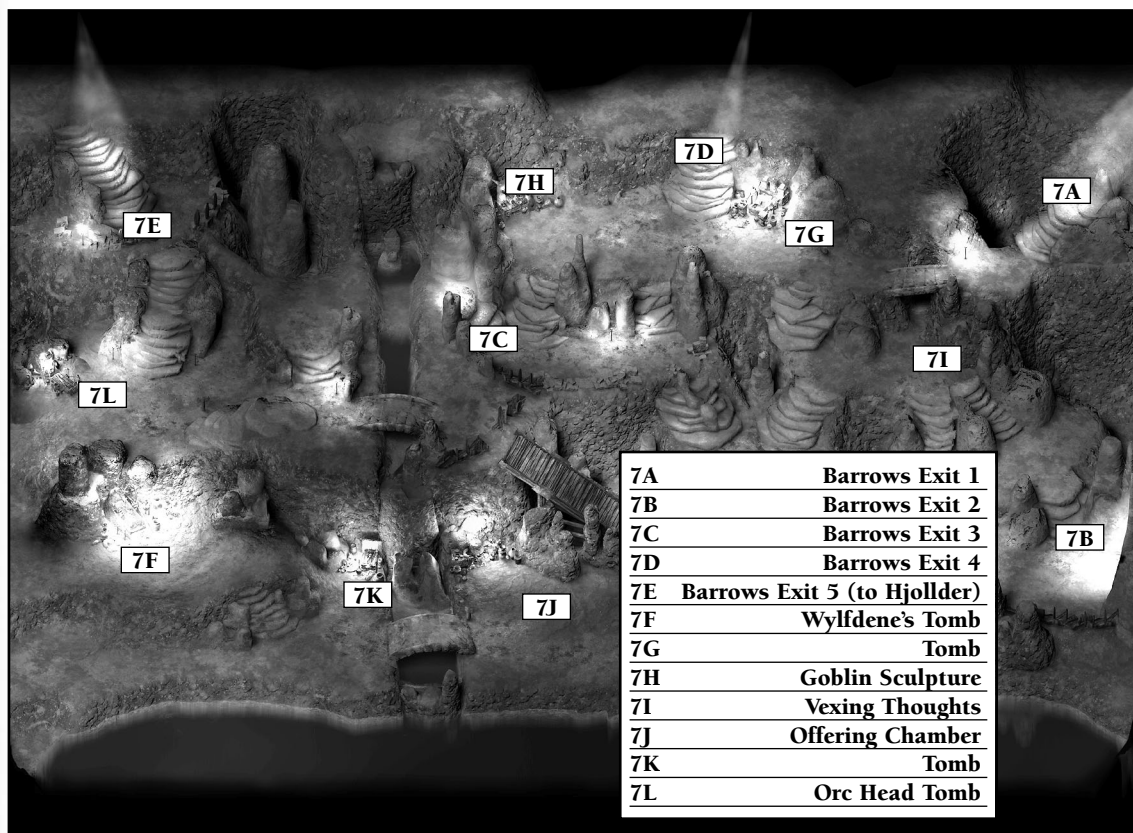 7D
7H
7A
7E
7G
7C
7I
7L
7F
7B
7K
7J
7A Barrows Exit 1
7B Barrows Exit 2
7C Barrows Exit 3
7D Barrows Exit 4
7E Barrows Exit 5 (to Hjollder)
7F Wylfdene's Tomb
7G Tomb
7H Goblin Sculpture
7I Vexing Thoughts
7J Offering Chamber
7K Tomb
7L Orc Head Tomb